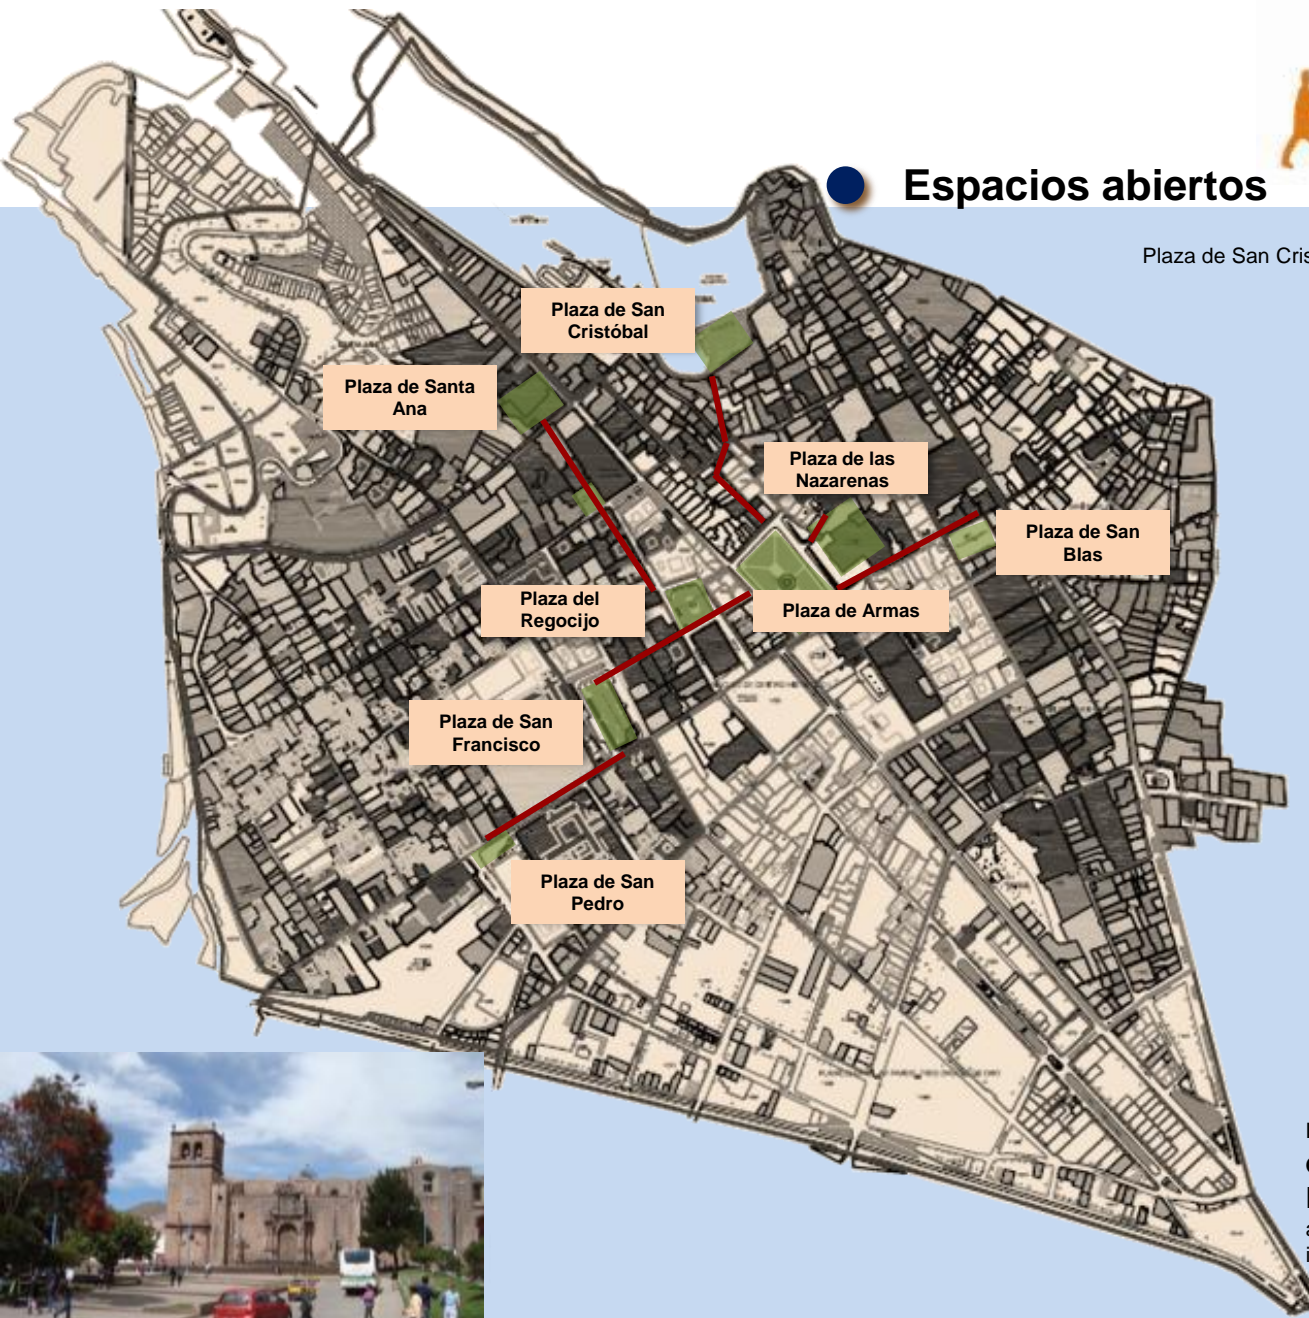 Espacios abiertos
Plaza de San Cris
Plaza de San
Cristóbal
Plaza de Santa
Ana
Plaza de las
Nazarenas
Plaza de San
Blas
Plaza del
Regocijo
Plaza de Armas
Plaza de San
Francisco
Plaza de San
Pedro